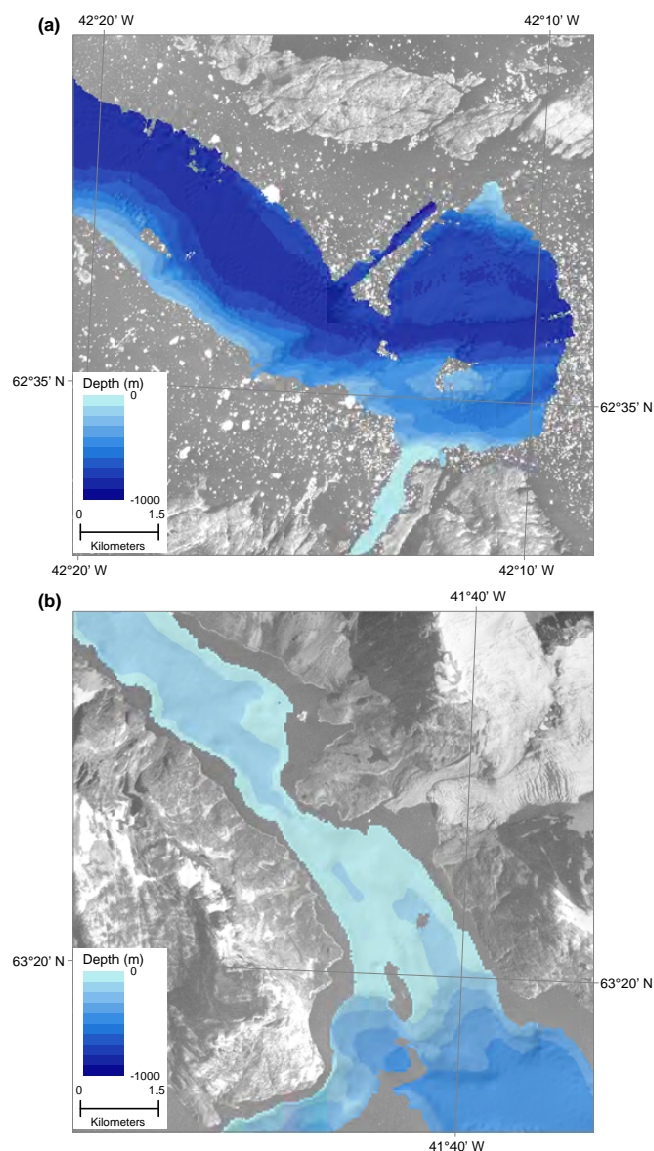 (a)
42°20' W
42°10' W
62°35' N
62°35' N
Depth (m)
0
-1000
0
1.5
Kilometers
42°20' W
42°10' W
(b)
41°40' W
63°20' N
63°20' N
Depth (m)
0
-1000
0
1.5
Kilometers
41°40' W